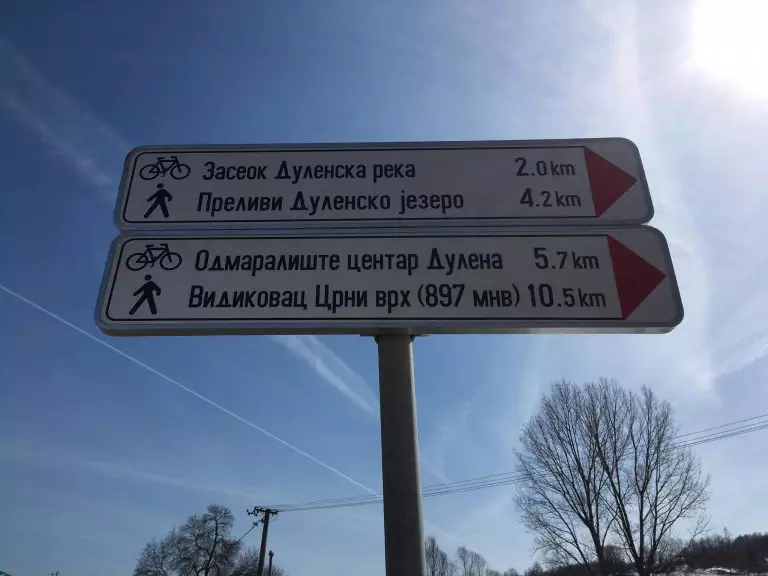 Засеок Дуленска река 2.0 km
Преливи Дуленско језеро 4.2 km
Одмаралиште центар Дулена 5.7 km
Видиковац Црни врх (897 мнв) 10.5 km